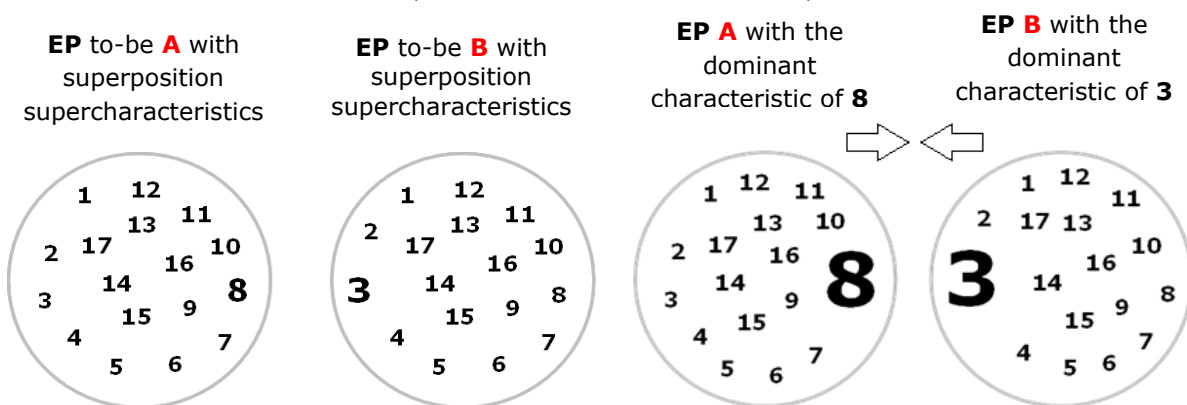 EP to-be A with
superposition
supercharacteristics
EP to-be B with
superposition
supercharacteristics
EP A with the
dominant
characteristic of 8
EP B with the
dominant
characteristic of 3
1 12
11
13
2 17 10
16
14 8
3 9
15
4 7
5 6
1 12
11
2 13
17 10
16
3 14 8
9
15
4 7
5 6
1 12 11
13 10
2 17 16
14 8
3 9
15
4 7
5 6
1 12
11
2 17 13
10
16
3 14 8
9
15
7
4
5 6